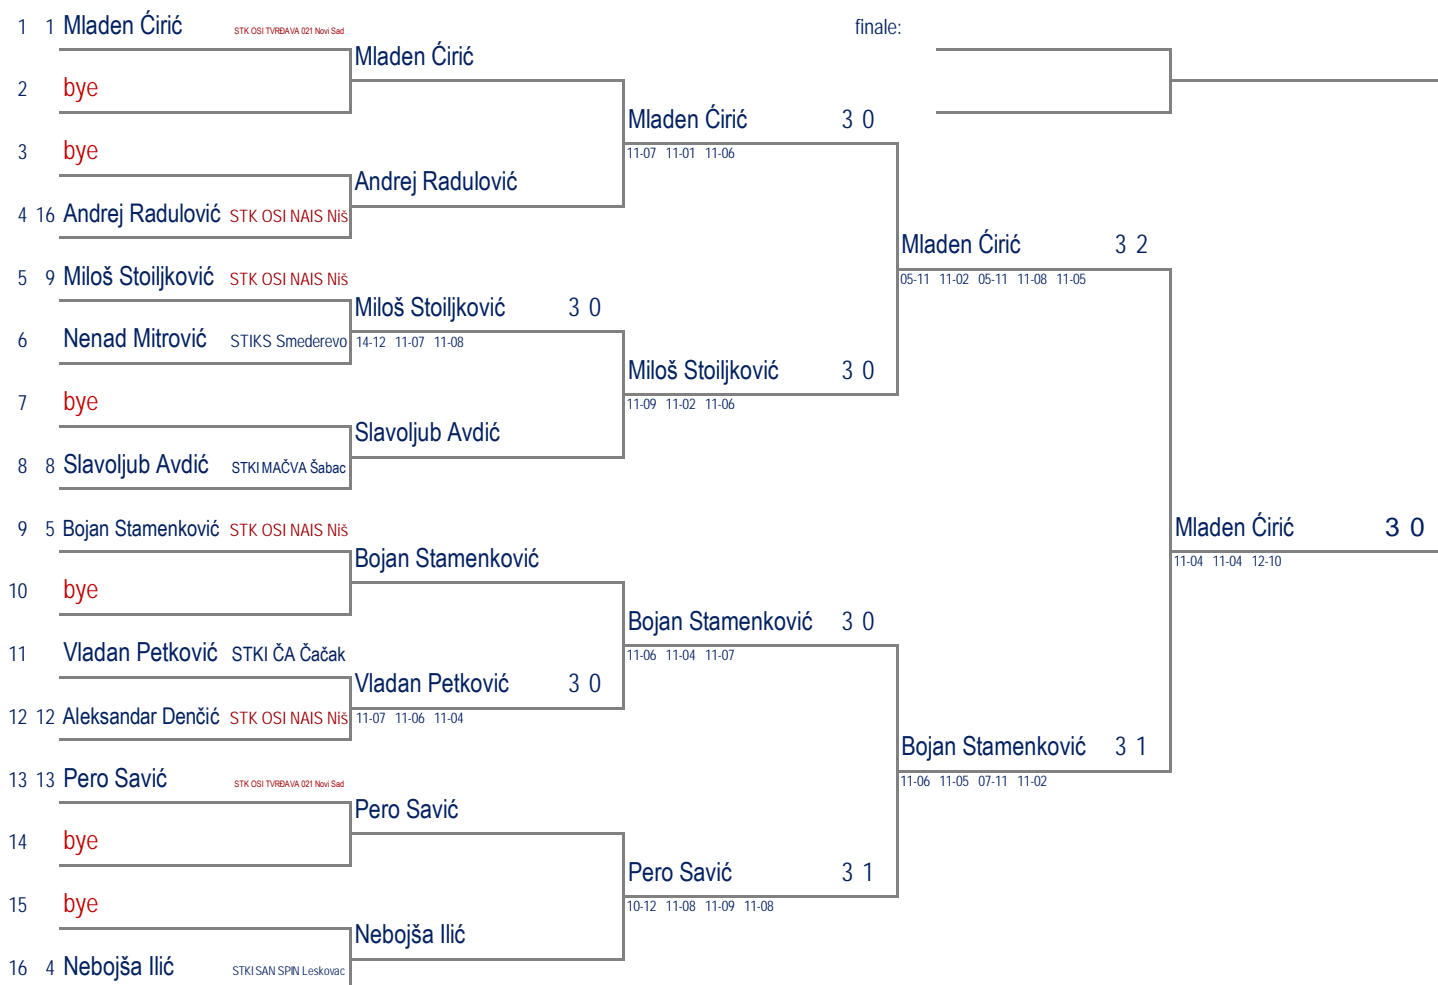 1 1 Mladen Ćirić STK OSI TVRĐAVA 021 Novi Sad finale:
Mladen Ćirić
2 bye
Mladen Ćirić 3 0
3 bye
11-07 11-01 11-06
Andrej Radulović
4 16 Andrej Radulović STK OSI NAIS Niš
Mladen Ćirić 3 2
5 9 Miloš Stoiljković STK OSI NAIS Niš
05-11 11-02 05-11 11-08 11-05
Miloš Stoiljković 3 0
6 Nenad Mitrović STIKS Smederevo
14-12 11-07 11-08
Miloš Stoiljković 3 0
7 bye
11-09 11-02 11-06
Slavoljub Avdić
8 8 Slavoljub Avdić STKI MAČVA Šabac
9 5 Bojan Stamenković STK OSI NAIS Niš
Mladen Ćirić 3 0
Bojan Stamenković
11-04 11-04 12-10
10 bye
Bojan Stamenković 3 0
11 Vladan Petković STKI ČA Čačak
11-06 11-04 11-07
Vladan Petković 3 0
12 12 Aleksandar Denčić STK OSI NAIS Niš
11-07 11-06 11-04
Bojan Stamenković 3 1
13 13 Pero Savić STK OSI TVRĐAVA 021 Novi Sad
11-06 11-05 07-11 11-02
Pero Savić
14 bye
Pero Savić 3 1
15 bye
10-12 11-08 11-09 11-08
Nebojša Ilić
16 4 Nebojša Ilić STKI SAN SPIN Leskovac